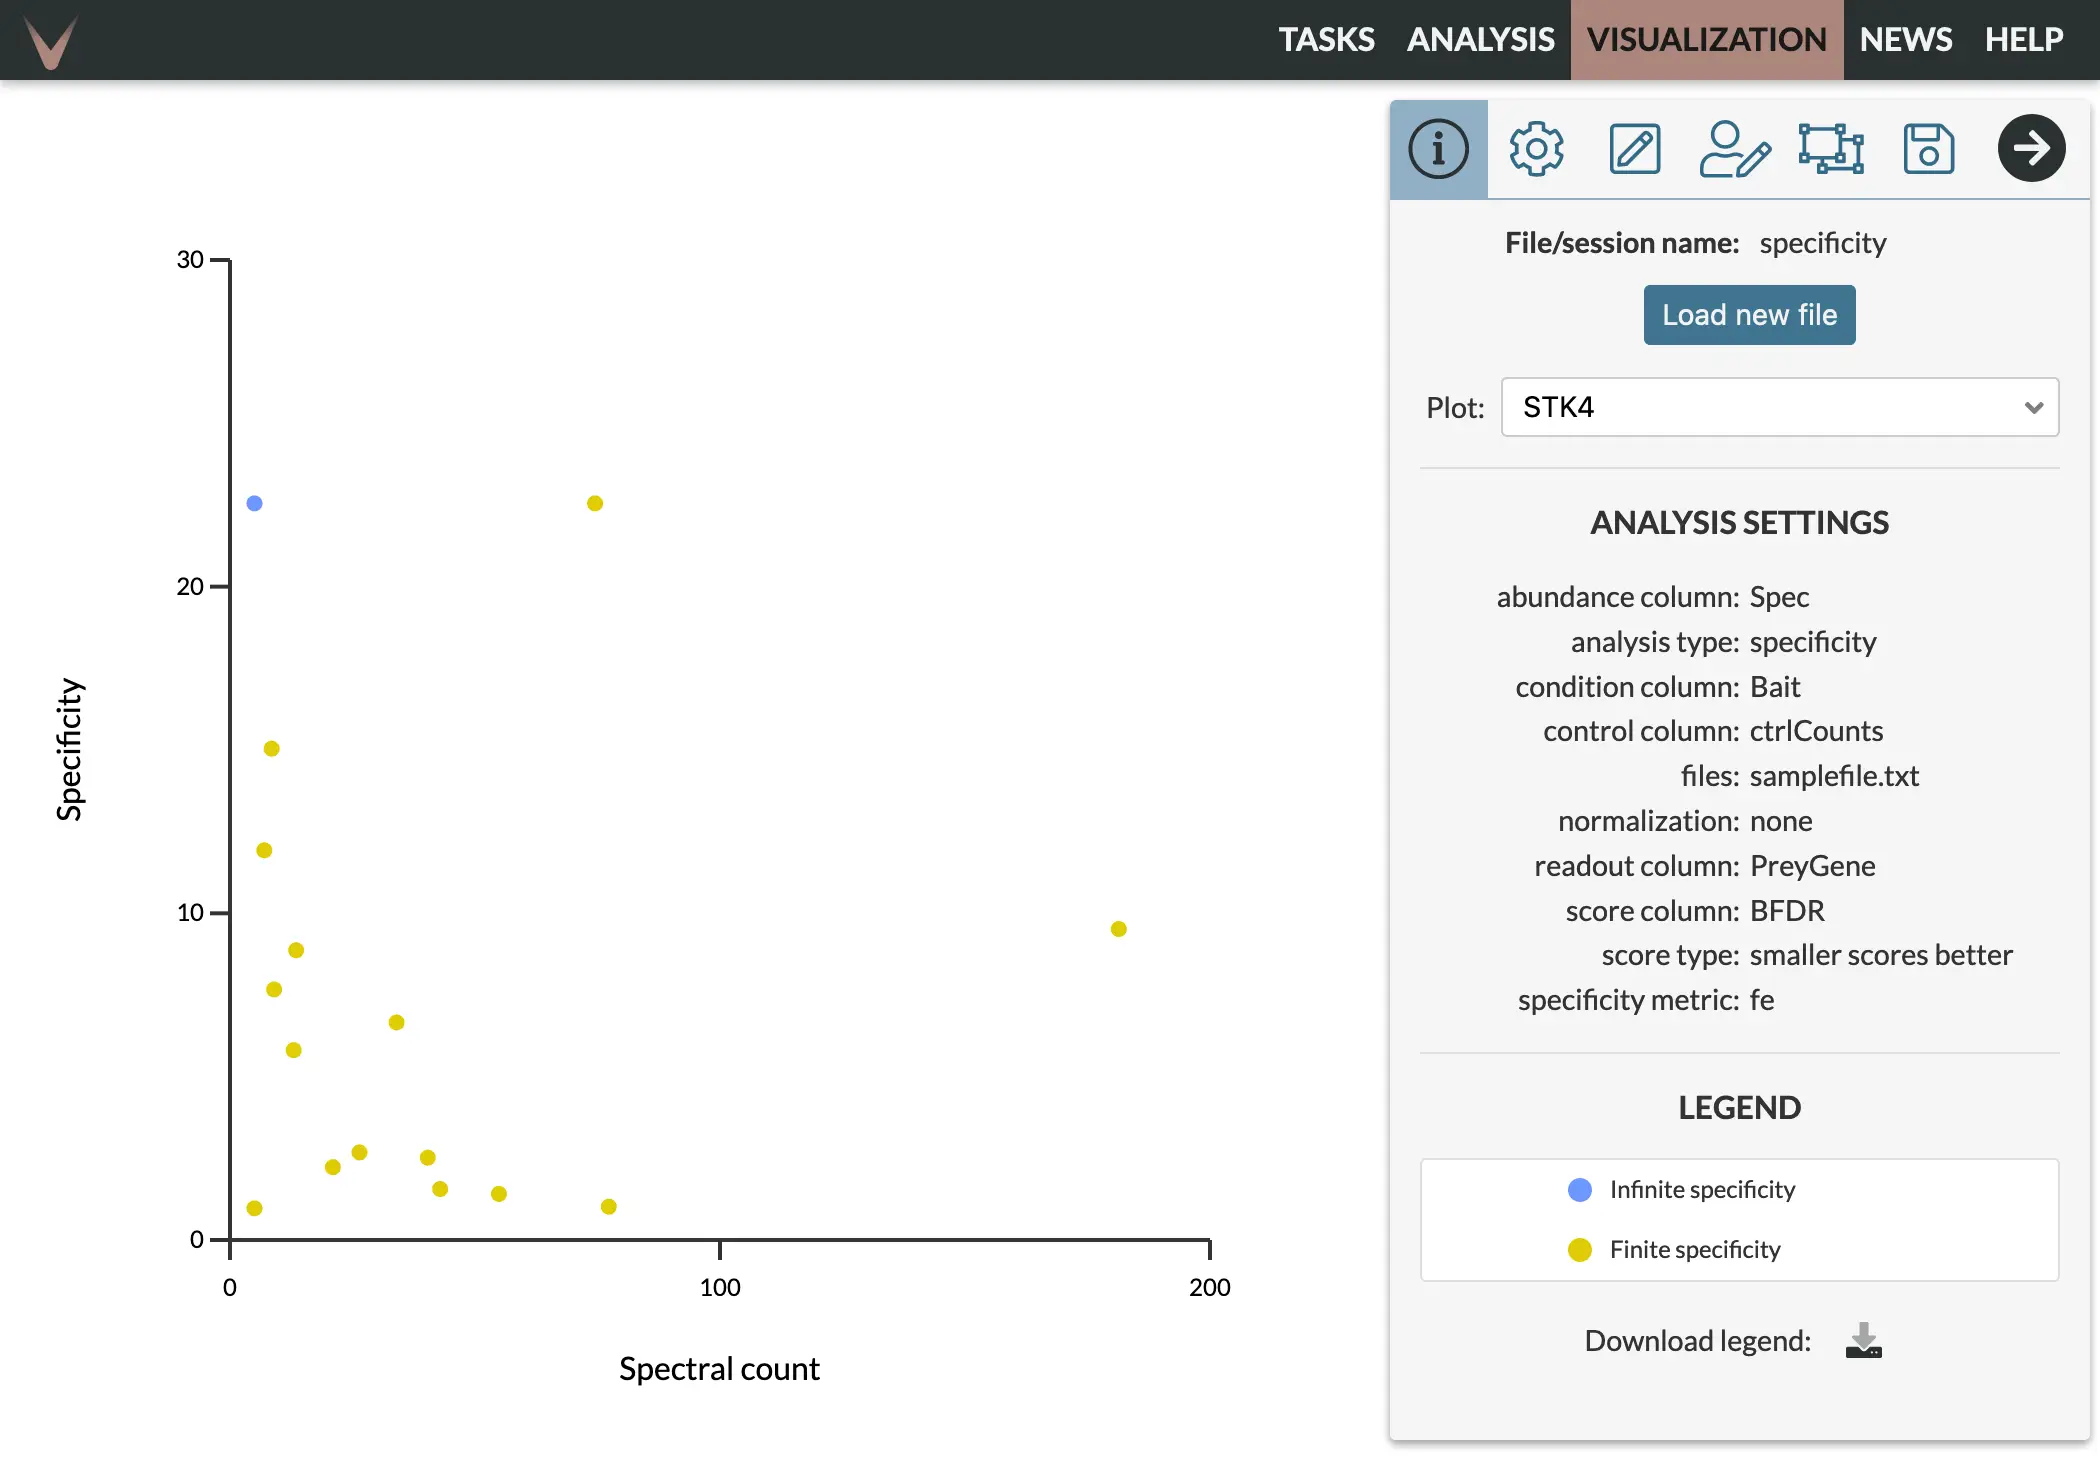 TASKS ANALYSIS VISUALIZATION NEWS HELP
File/session name: specificity
Load new file
Plot: STK4
ANALYSIS SETTINGS
abundance column: Spec
analysis type: specificity
condition column: Bait
control column: ctrlCounts
files: samplefile.txt
normalization: none
readout column: PreyGene
score column: BFDR
score type: smaller scores better
specificity metric: fe
LEGEND
Infinite specificity
Finite specificity
Download legend:
30
20
10
0
Specificity
0 100 200
Spectral count